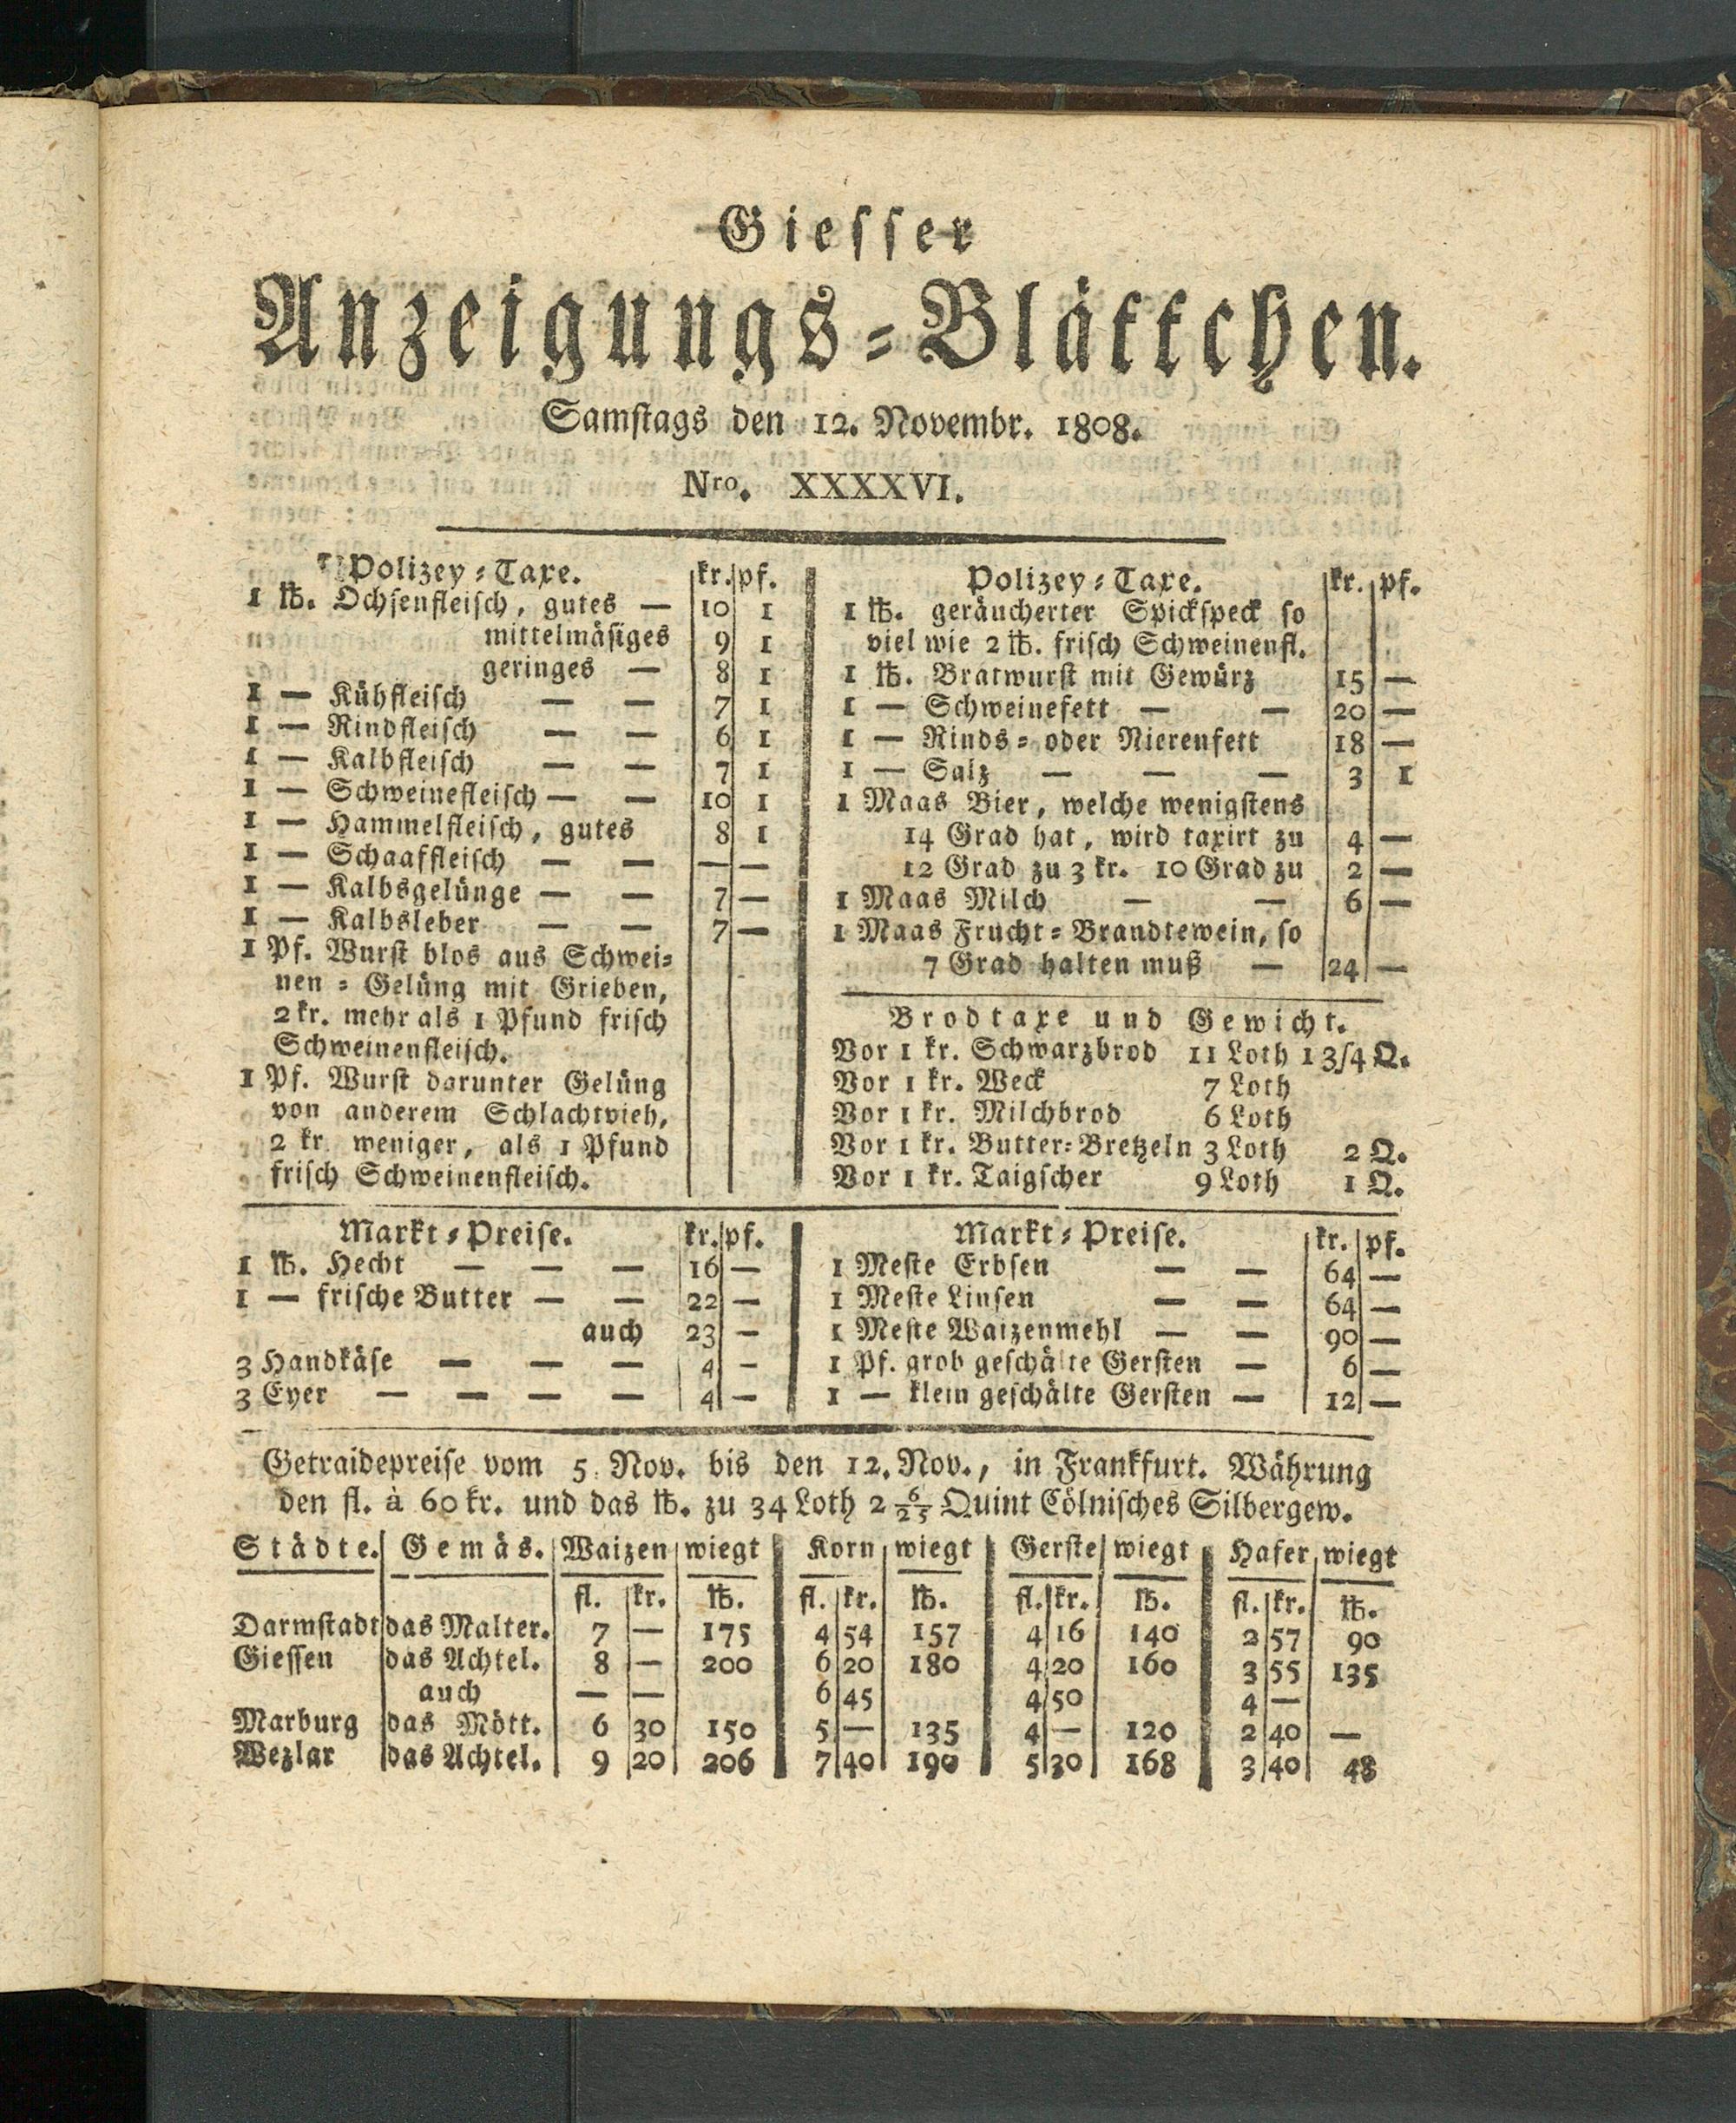 Giesser
Anzeigungs-Blättchen.
Samstags den 12. Novembr. 1808.
Nro. XXXXVI.
Polizey-Taxe. kr. pf.
1 ℔. Ochsenfleisch, gutes — 10 1
mittelmäsiges 9 1
geringes — 8 1
1 — Kühfleisch — — 7 1
1 — Rindfleisch — — 6 1
1 — Kalbfleisch — — 7 1
1 — Schweinefleisch — — 10 1
1 — Hammelfleisch, gutes 8 1
1 — Schaaffleisch — — — —
1 — Kalbsgelünge — — 7 —
1 — Kalbsleber — — 7 —
1 Pf. Wurst blos aus Schwei-
nen-Gelüng mit Grieben,
2 kr. mehr als 1 Pfund frisch
Schweinenfleisch.
1 Pf. Wurst darunter Gelüng
von anderem Schlachtvieh,
2 kr weniger, als 1 Pfund
frisch Schweinenfleisch.
Polizey-Taxe. kr. pf.
1 ℔. geräucherter Spickspeck so
viel wie 2 ℔. frisch Schweinenfl.
1 ℔. Bratwurst mit Gewürz 15 —
1 — Schweinefett — — 20 —
1 — Rinds- oder Nierenfett 18 —
1 — Salz — — — 3 1
1 Maas Bier, welche wenigstens
14 Grad hat, wird taxirt zu 4 —
12 Grad zu 3 kr. 10 Grad zu 2 —
1 Maas Milch — — 6 —
1 Maas Frucht-Brandtewein, so
7 Grad halten muß — 24 —
Brodtaxe und Gewicht.
Vor 1 kr. Schwarzbrod 11 Loth 1 3/4 Q.
Vor 1 kr. Weck 7 Loth
Vor 1 kr. Milchbrod 6 Loth
Vor 1 kr. Butter-Bretzeln 3 Loth 2 Q.
Vor 1 kr. Taigscher 9 Loth 1 Q.
Markt-Preise. kr. pf.
1 ℔. Hecht — — — 16 —
1 — frische Butter — — 22 —
auch 23 —
3 Handkäse — — — 4 —
3 Eyer — — — — 4 —
Markt-Preise. kr. pf.
1 Meste Erbsen — — 64 —
1 Meste Linsen — — 64 —
1 Meste Waizenmehl — — 90 —
1 Pf. grob geschälte Gersten — 6 —
1 — klein geschälte Gersten — 12 —
Getraidepreise vom 5. Nov. bis den 12. Nov., in Frankfurt. Währung
den fl. à 60 kr. und das ℔. zu 34 Loth 2 6/25 Quint Cölnisches Silbergew.
Städte. Gemäs. Waizen wiegt Korn wiegt Gerste wiegt Hafer wiegt
fl. kr. ℔. fl. kr. ℔. fl. kr. ℔. fl. kr. ℔.
Darmstadt das Malter. 7 — 175 4 54 157 4 16 140 2 57 90
Giessen das Achtel. 8 — 200 6 20 180 4 20 160 3 55 135
auch — — 6 45 4 50 4 —
Marburg das Mött. 6 30 150 5 — 135 4 — 120 2 40 —
Wezlar das Achtel. 9 20 206 7 40 190 5 30 168 3 40 48